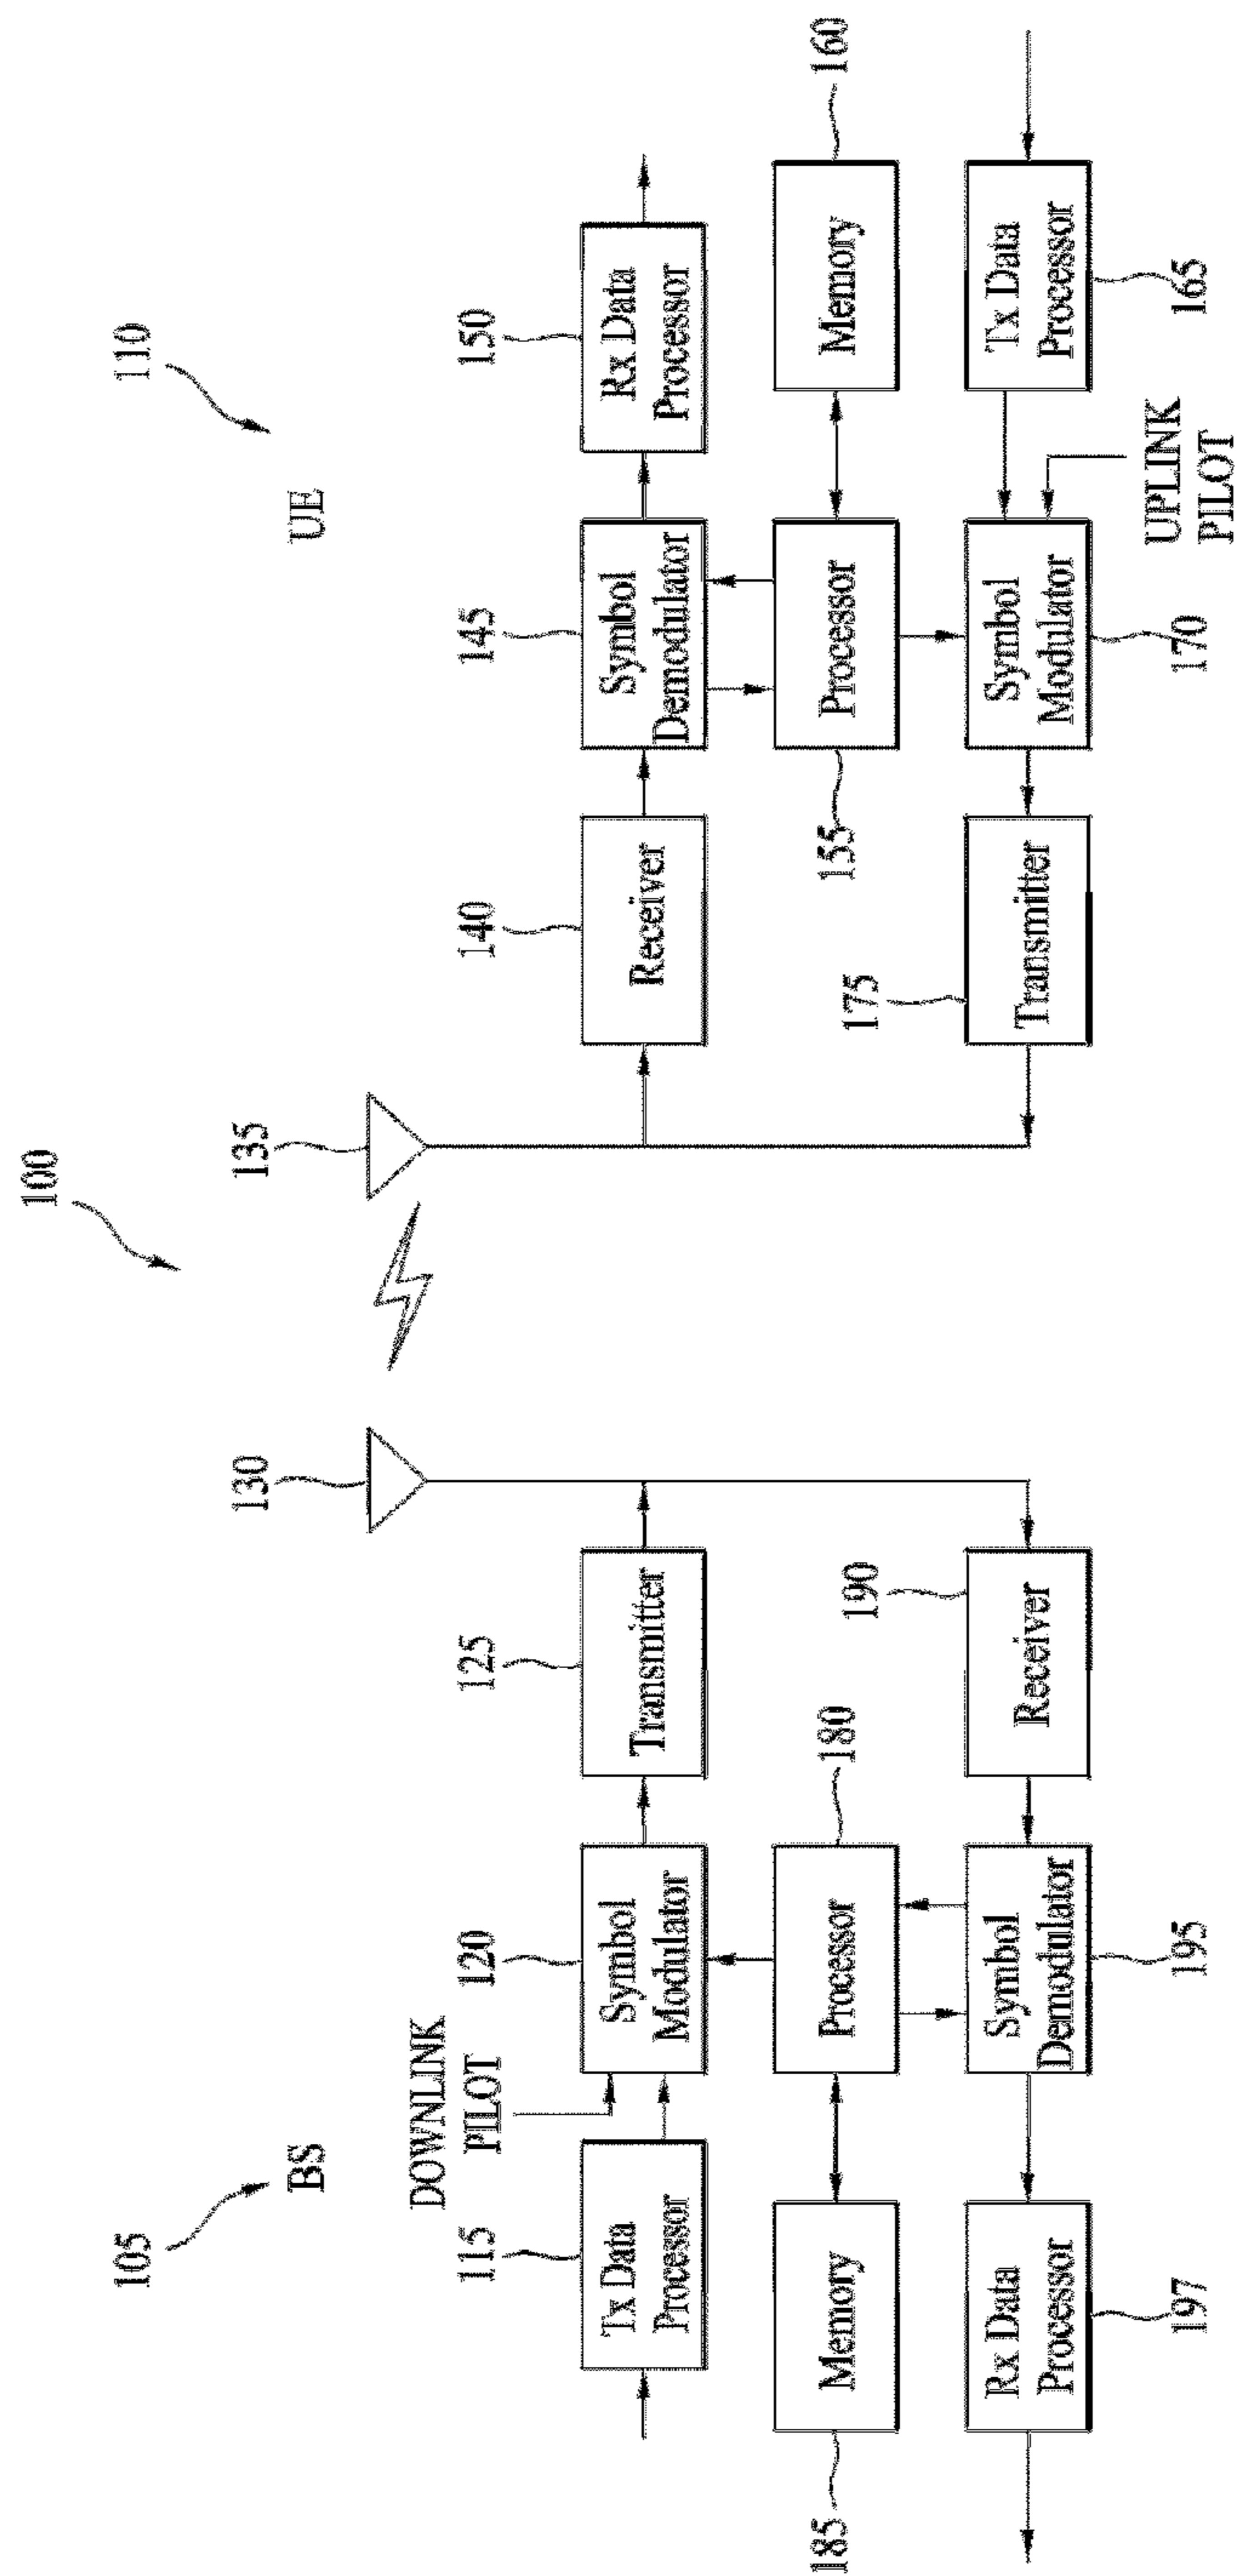 100
105
BS
110
UE
130
135
DOWNLINK
PILOT
115
120
125
140
145
150
Tx Data
Processor
Symbol
Modulator
Transmitter
Receiver
Symbol
Demodulator
Rx Data
Processor
180
160
Memory
Processor
Processor
Memory
185
190
155
175
Rx Data
Processor
Symbol
Demodulator
Receiver
Transmitter
Symbol
Modulator
Tx Data
Processor
197
195
170
UPLINK
PILOT
165